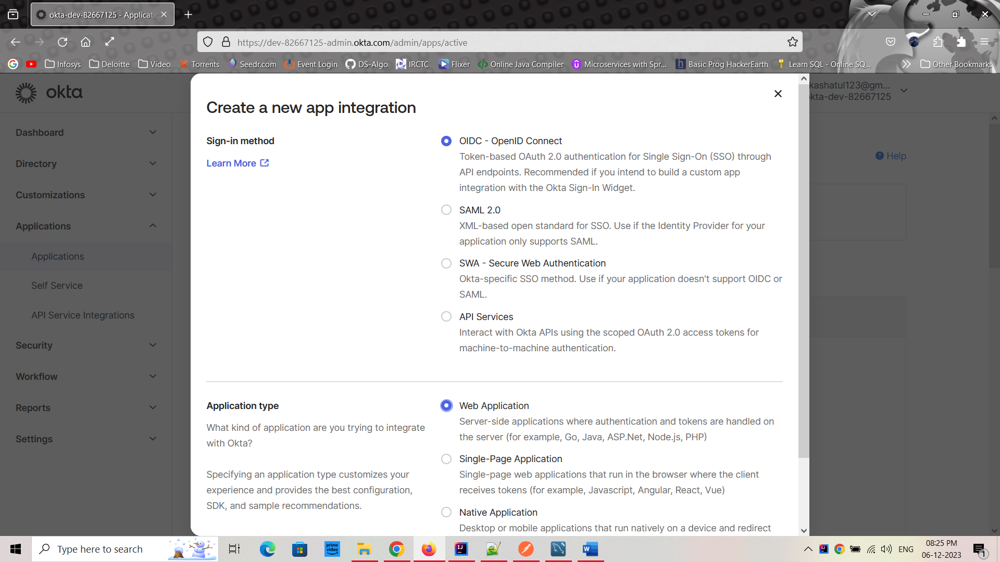 okta-dev-82667125 - Applicatio
https://dev-82667125-admin.okta.com/admin/apps/active
Infosys Deloitte Video Torrents Seedr.com Event Login DS-Algo IRCTC Flixer Online Java Compiler Microservices with Spr... Basic Prog HackerEarth Learn SQL - Online SQ... Other Bookmarks
okta
kashatul123@gm...
kta-dev-82667125
Dashboard
Directory
Customizations
Applications
Applications
Self Service
API Service Integrations
Security
Workflow
Reports
Settings
Help
Create a new app integration
Sign-in method
Learn More
OIDC - OpenID Connect
Token-based OAuth 2.0 authentication for Single Sign-On (SSO) through
API endpoints. Recommended if you intend to build a custom app
integration with the Okta Sign-In Widget.
SAML 2.0
XML-based open standard for SSO. Use if the Identity Provider for your
application only supports SAML.
SWA - Secure Web Authentication
Okta-specific SSO method. Use if your application doesn't support OIDC or
SAML.
API Services
Interact with Okta APIs using the scoped OAuth 2.0 access tokens for
machine-to-machine authentication.
Application type
What kind of application are you trying to integrate
with Okta?
Specifying an application type customizes your
experience and provides the best configuration,
SDK, and sample recommendations.
Web Application
Server-side applications where authentication and tokens are handled on
the server (for example, Go, Java, ASP.Net, Node.js, PHP)
Single-Page Application
Single-page web applications that run in the browser where the client
receives tokens (for example, Javascript, Angular, React, Vue)
Native Application
Desktop or mobile applications that run natively on a device and redirect
Type here to search
prime video
ENG
08:25 PM
06-12-2023
1